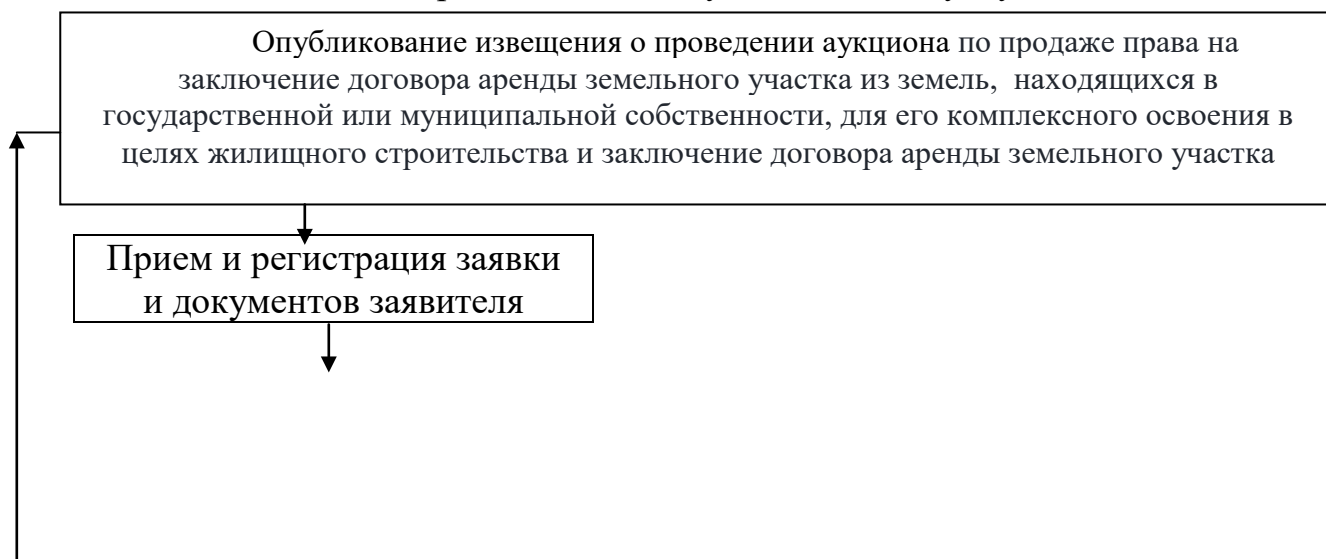 Опубликование извещения о проведении аукциона по продаже права на
заключение договора аренды земельного участка из земель, находящихся в
государственной или муниципальной собственности, для его комплексного освоения в
целях жилищного строительства и заключение договора аренды земельного участка
Прием и регистрация заявки
и документов заявителя